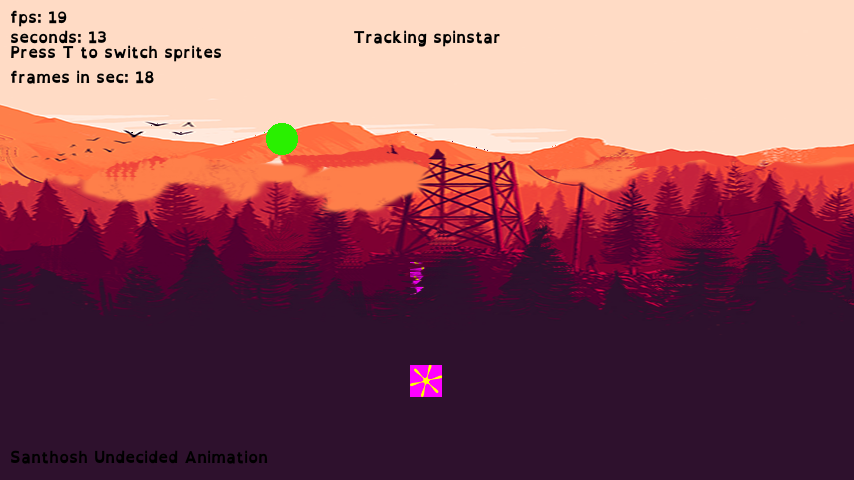 fps: 19
seconds: 13
Tracking spinstar
Press T to switch sprites
frames in sec: 18
Santhosh Undecided Animation